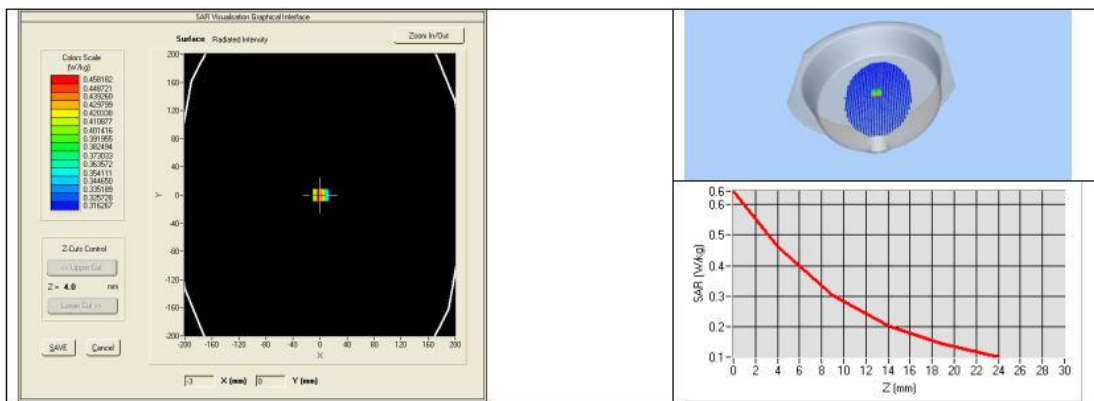 SAR Visualisation Graphical Interface
Surface Radiated Intensity
Zoom In/Out
Colors Scale
(W/kg)
0.458182
0.448721
0.439260
0.429799
0.420338
0.410877
0.401416
0.391955
0.382494
0.373033
0.363572
0.354111
0.344650
0.335189
0.325728
0.316267
200
160
120
80
40
0
-40
-80
-120
-160
-200
Y
-200 -160 -120 -80 -40 0 40 80 120 160 200
X
Z-Cuts Control
<< Upper Cut
Z = 4.0 mm
Lower Cut >>
SAVE Cancel
-3 X (mm) 0 Y (mm)
0.6
0.6
0.5
0.4
0.3
0.2
0.1
SAR (W/kg)
0 2 4 6 8 10 12 14 16 18 20 22 24 26 28 30
Z (mm)